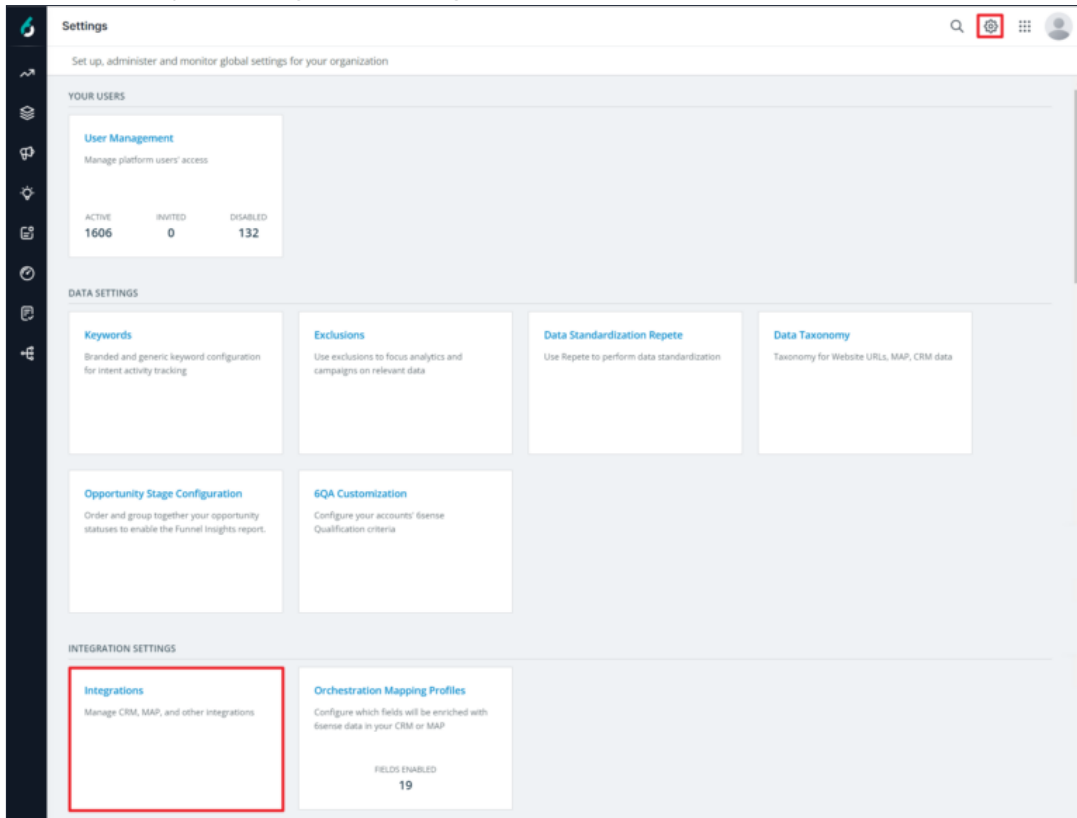 Settings
Set up, administer and monitor global settings for your organization
YOUR USERS
User Management
Manage platform users' access
ACTIVE INVITED DISABLED
1606 0 132
DATA SETTINGS
Keywords
Branded and generic keyword configuration
for intent activity tracking
Exclusions
Use exclusions to focus analytics and
campaigns on relevant data
Data Standardization Repete
Use Repete to perform data standardization
Data Taxonomy
Taxonomy for Website URLs, MAP, CRM data
Opportunity Stage Configuration
Order and group together your opportunity
statuses to enable the Funnel Insights report.
6QA Customization
Configure your accounts' 6sense
Qualification criteria
INTEGRATION SETTINGS
Integrations
Manage CRM, MAP, and other integrations
Orchestration Mapping Profiles
Configure which fields will be enriched with
6sense data in your CRM or MAP
FIELDS ENABLED
19